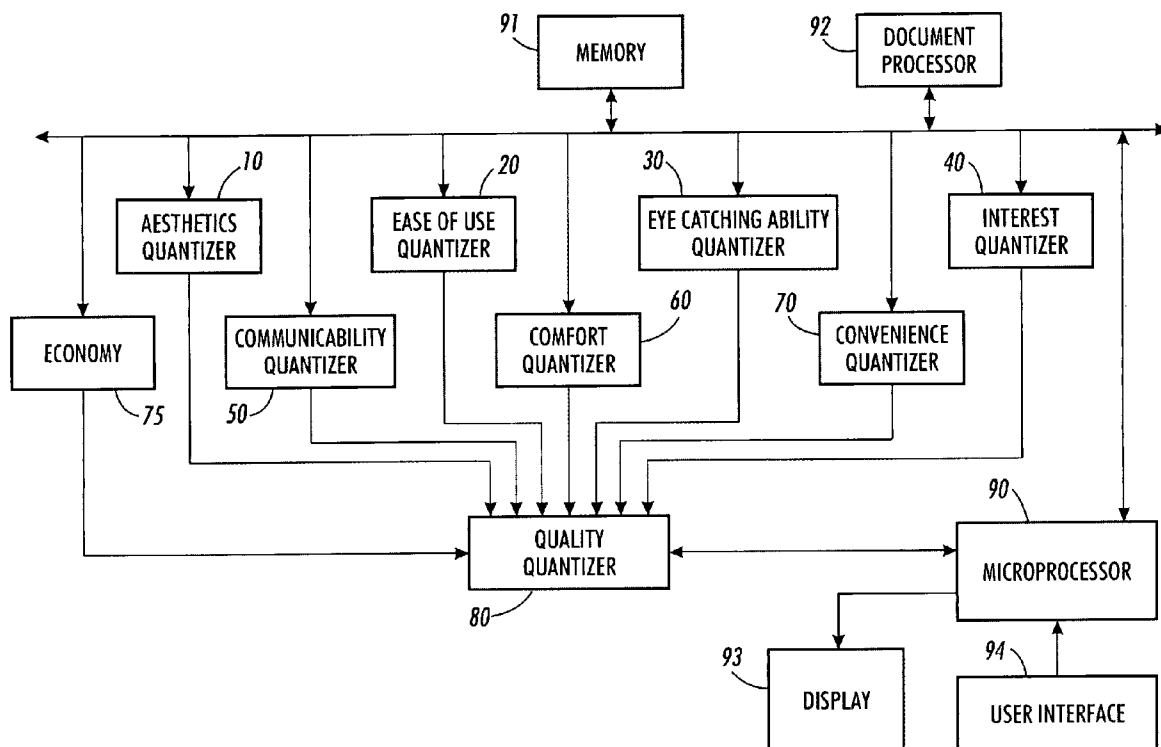 91
MEMORY
92
DOCUMENT
PROCESSOR
10
AESTHETICS
QUANTIZER
20
EASE OF USE
QUANTIZER
30
EYE CATCHING ABILITY
QUANTIZER
40
INTEREST
QUANTIZER
ECONOMY
75
COMMUNICABILITY
QUANTIZER
50
60
COMFORT
QUANTIZER
70
CONVENIENCE
QUANTIZER
QUALITY
QUANTIZER
80
90
MICROPROCESSOR
93
DISPLAY
94
USER INTERFACE